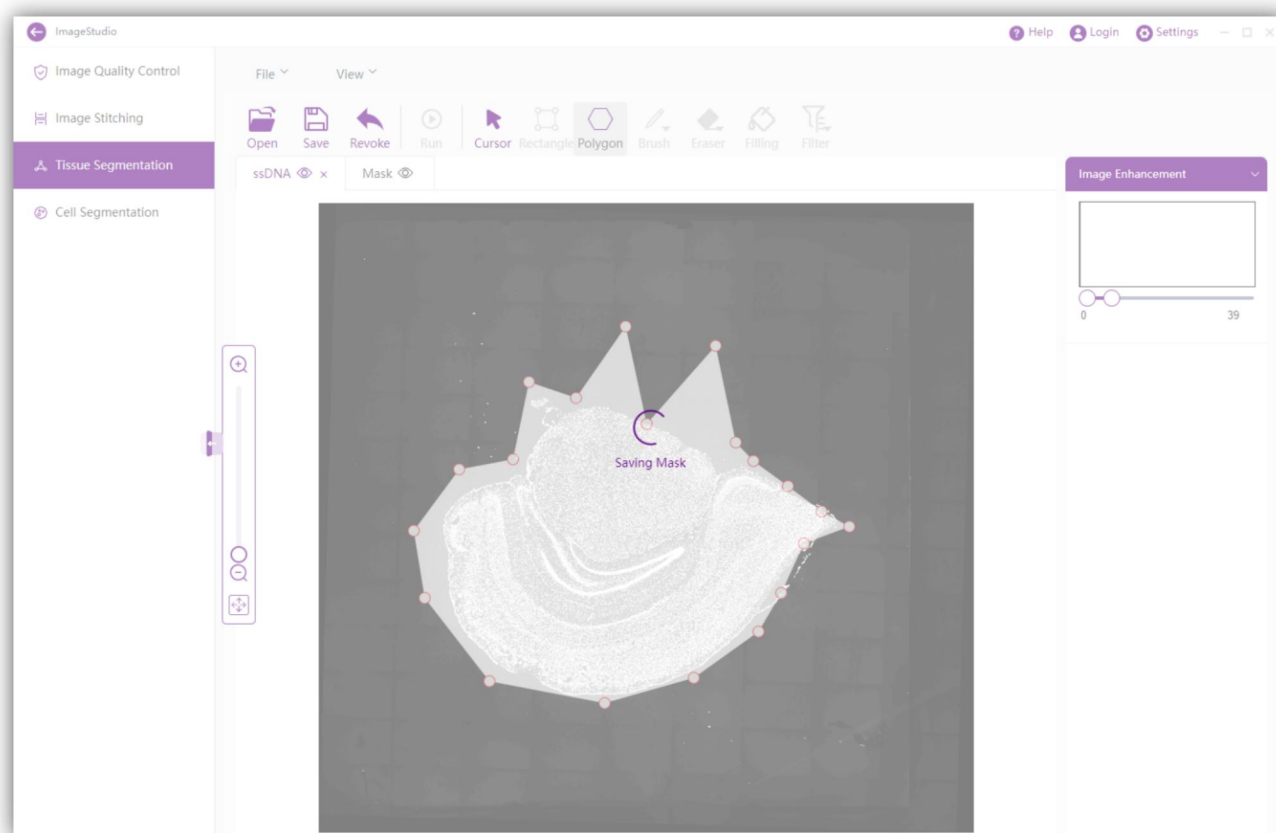 ImageStudio
Help Login Settings
Image Quality Control
Image Stitching
Tissue Segmentation
Cell Segmentation
File View
Open Save Revoke Run Cursor Rectangle Polygon Brush Eraser Filling Filter
ssDNA x Mask
Saving Mask
Image Enhancement
0 39